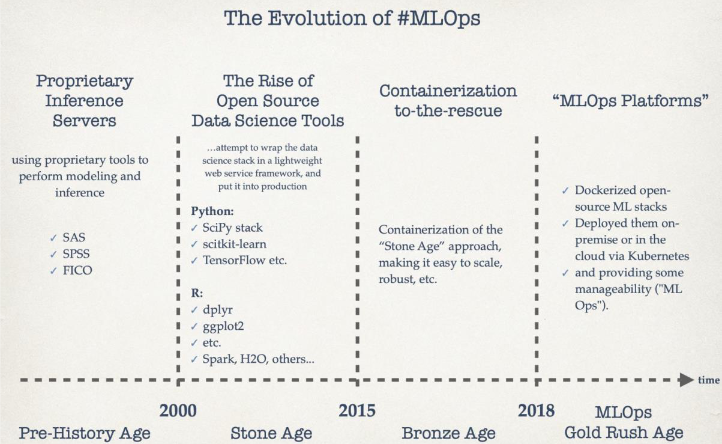 The Evolution of #MLOps
Proprietary
Inference
Servers
using proprietary tools to
perform modeling and
inference
✓ SAS
✓ SPSS
✓ FICO
The Rise of
Open Source
Data Science Tools
...attempt to wrap the data
science stack in a lightweight
web service framework, and
put it into production
Python:
✓ SciPy stack
✓ scitkit-learn
✓ TensorFlow etc.
R:
✓ dplyr
✓ ggplot2
✓ etc.
✓ Spark, H2O, others...
Containerization
to-the-rescue
Containerization of the
“Stone Age” approach,
making it easy to scale,
robust, etc.
“MLOps Platforms”
✓ Dockerized open-
source ML stacks
✓ Deployed them on-
premise or in the
cloud via Kubernetes
✓ and providing some
manageability ("ML
Ops").
time
2000
2015
2018
Pre-History Age
Stone Age
Bronze Age
MLOps
Gold Rush Age